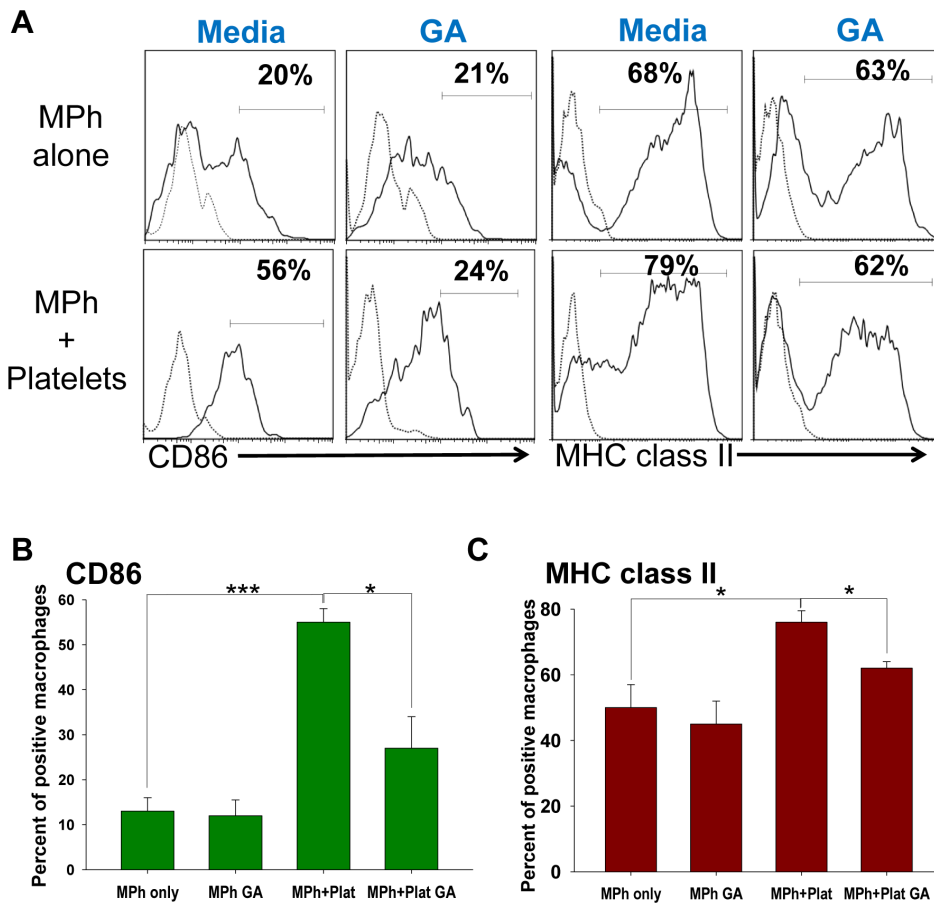 A
Media GA Media GA
MPh alone
20% 21% 68% 63%
MPh + Platelets
56% 24% 79% 62%
CD86 MHC class II
B
CD86
Percent of positive macrophages
60
50
40
30
20
10
0
*** *
MPh only MPh GA MPh+Plat MPh+Plat GA
C
MHC class II
Percent of positive macrophages
80
60
40
20
0
* *
MPh only MPh GA MPh+Plat MPh+Plat GA